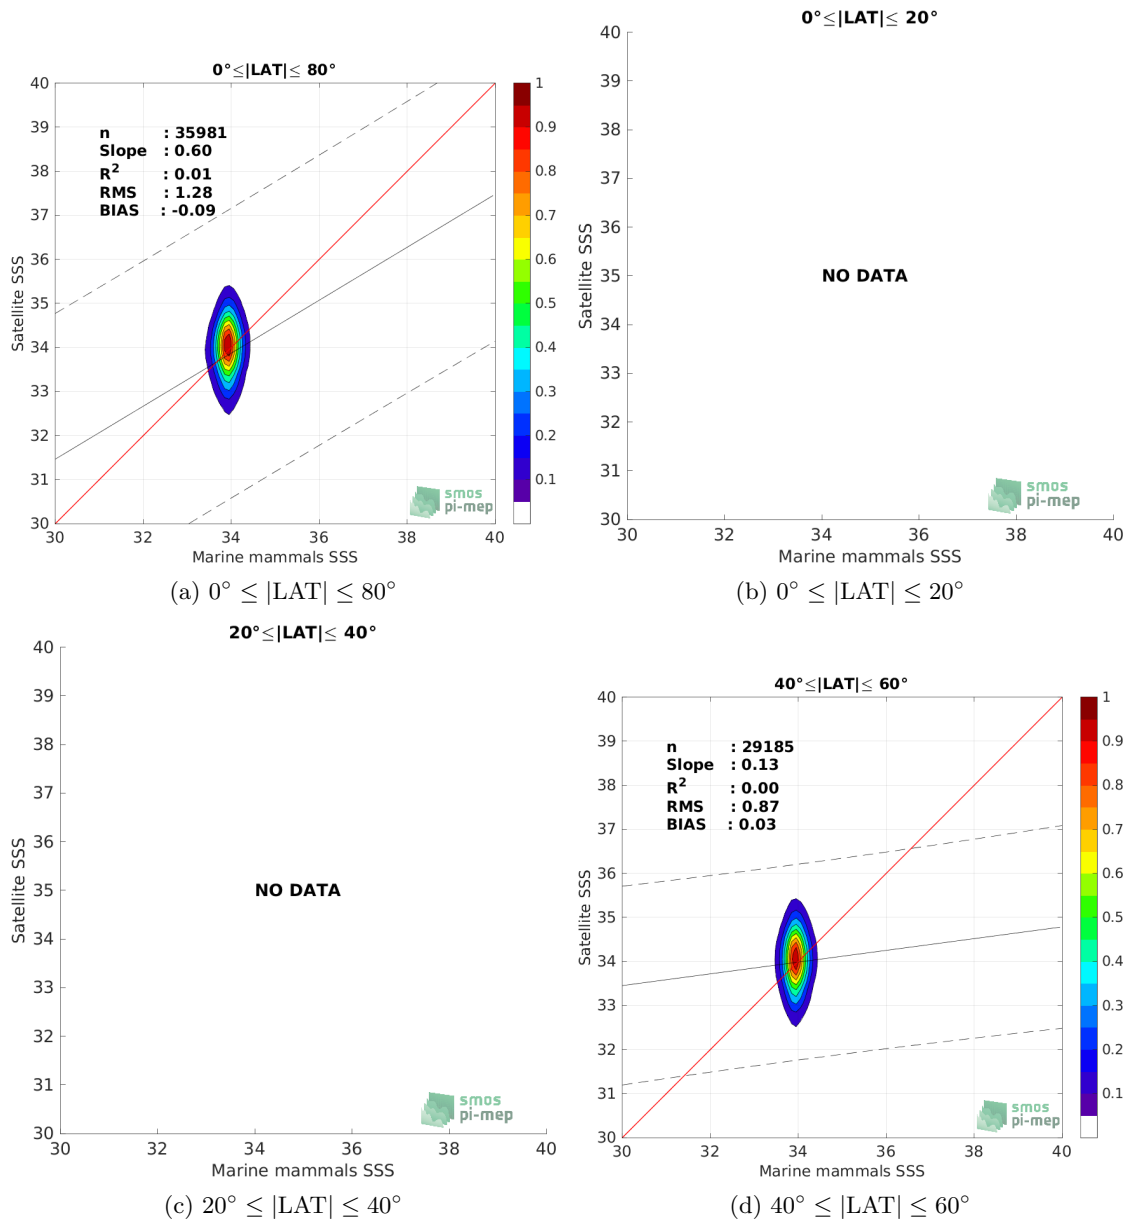 0°≤|LAT|≤ 80°
40
39
38
37
36
35
34
33
32
31
30
30 32 34 36 38 40
Satellite SSS
Marine mammals SSS
n : 35981
Slope : 0.60
R² : 0.01
RMS : 1.28
BIAS : -0.09
1
0.9
0.8
0.7
0.6
0.5
0.4
0.3
0.2
0.1
smos
pi-mep
(a) 0° ≤ |LAT| ≤ 80°
0°≤|LAT|≤ 20°
40
39
38
37
36
35
34
33
32
31
30
30 32 34 36 38 40
Satellite SSS
Marine mammals SSS
NO DATA
smos
pi-mep
(b) 0° ≤ |LAT| ≤ 20°
20°≤|LAT|≤ 40°
40
39
38
37
36
35
34
33
32
31
30
30 32 34 36 38 40
Satellite SSS
Marine mammals SSS
NO DATA
smos
pi-mep
(c) 20° ≤ |LAT| ≤ 40°
40°≤|LAT|≤ 60°
40
39
38
37
36
35
34
33
32
31
30
30 32 34 36 38 40
Satellite SSS
Marine mammals SSS
n : 29185
Slope : 0.13
R² : 0.00
RMS : 0.87
BIAS : 0.03
1
0.9
0.8
0.7
0.6
0.5
0.4
0.3
0.2
0.1
smos
pi-mep
(d) 40° ≤ |LAT| ≤ 60°